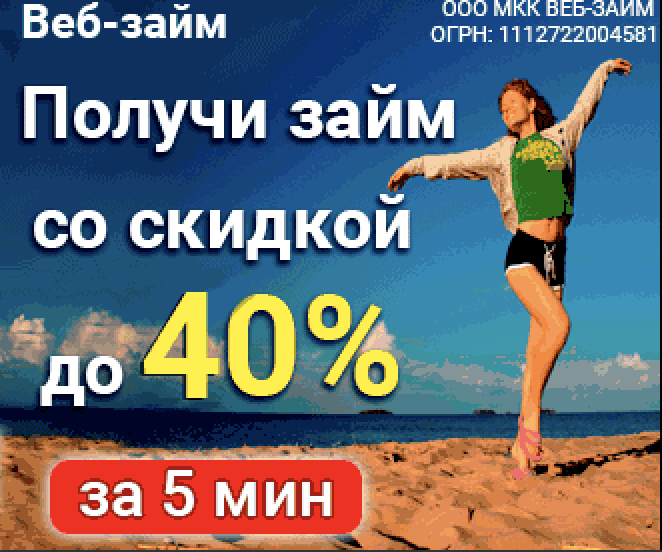 Веб-займ
ООО МКК ВЕБ-ЗАЙМ
ОГРН: 1112722004581
Получи займ
со скидкой
до 40%
за 5 мин